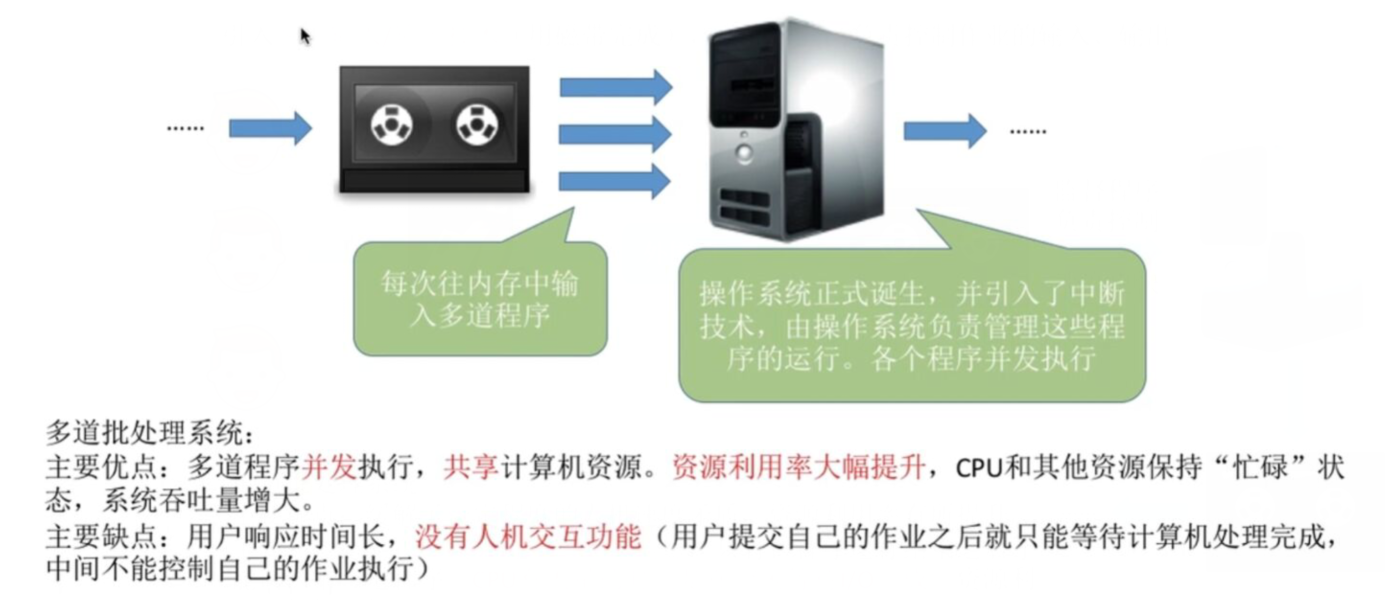 ……
……
每次往内存中输
入多道程序
操作系统正式诞生，并引入了中断
技术，由操作系统负责管理这些程
序的运行。各个程序并发执行
多道批处理系统：
主要优点：多道程序并发执行，共享计算机资源。资源利用率大幅提升，CPU和其他资源保持“忙碌”状
态，系统吞吐量增大。
主要缺点：用户响应时间长，没有人机交互功能（用户提交自己的作业之后就只能等待计算机处理完成，
中间不能控制自己的作业执行）